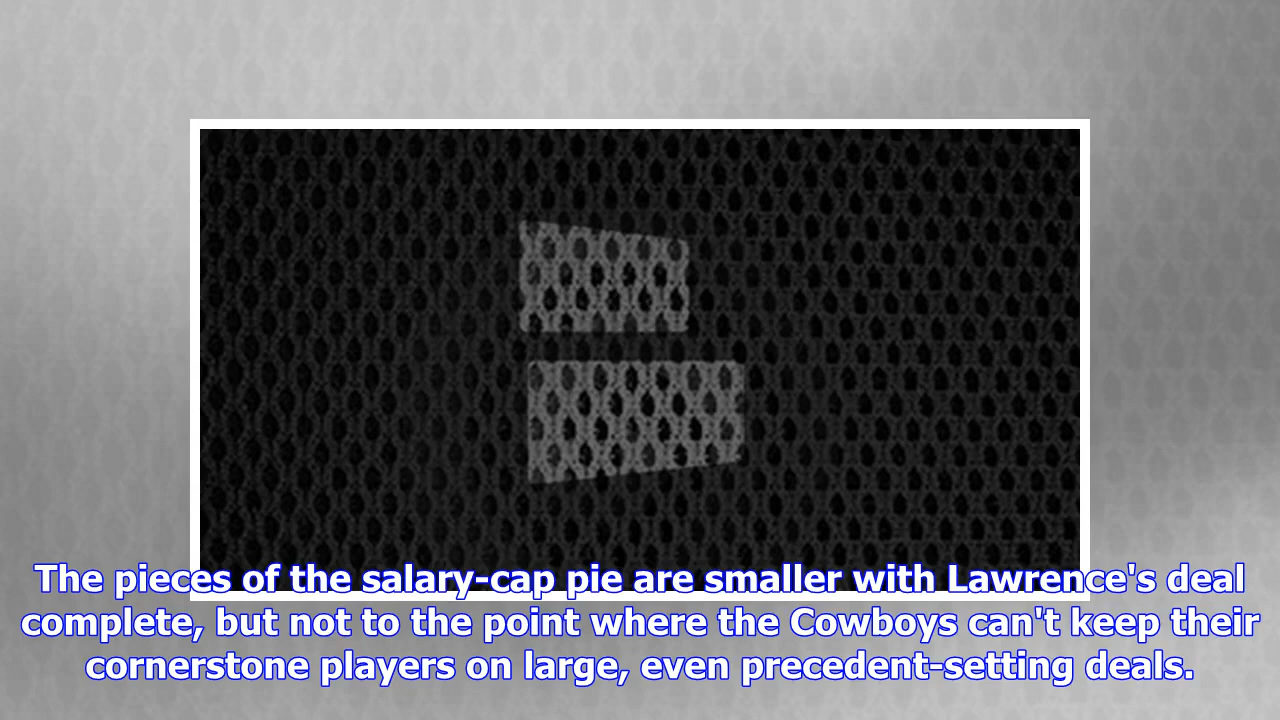 The pieces of the salary-cap pie are smaller with Lawrence's deal
complete, but not to the point where the Cowboys can't keep their
cornerstone players on large, even precedent-setting deals.